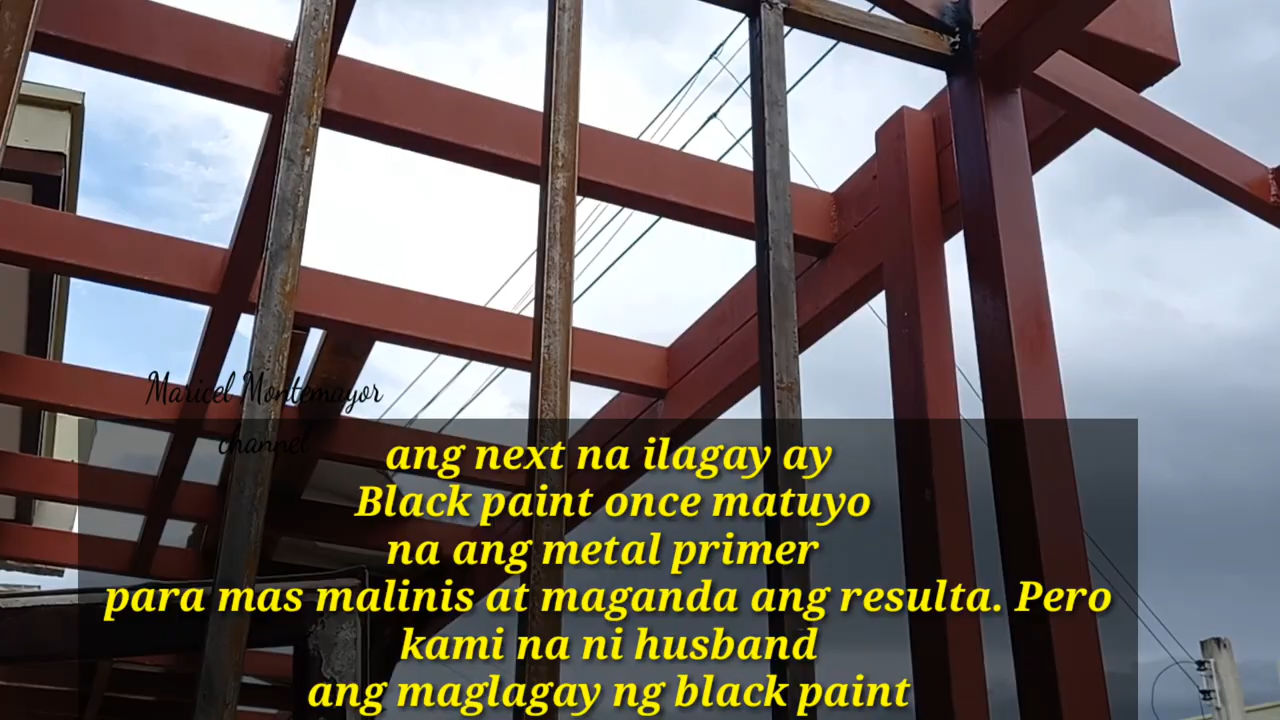 Maricel Montemayor
channel
ang next na ilagay ay
Black paint once matuyo
na ang metal primer
para mas malinis at maganda ang resulta. Pero
kami na ni husband
ang maglagay ng black paint